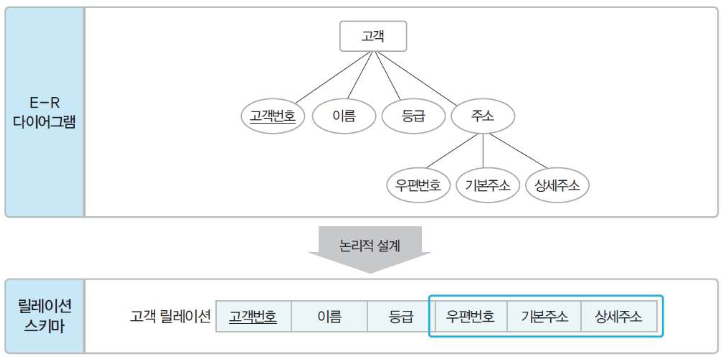 E-R
다이어그램
고객
고객번호 이름 등급 주소
우편번호 기본주소 상세주소
논리적 설계
릴레이션
스키마
고객 릴레이션 고객번호 이름 등급 우편번호 기본주소 상세주소